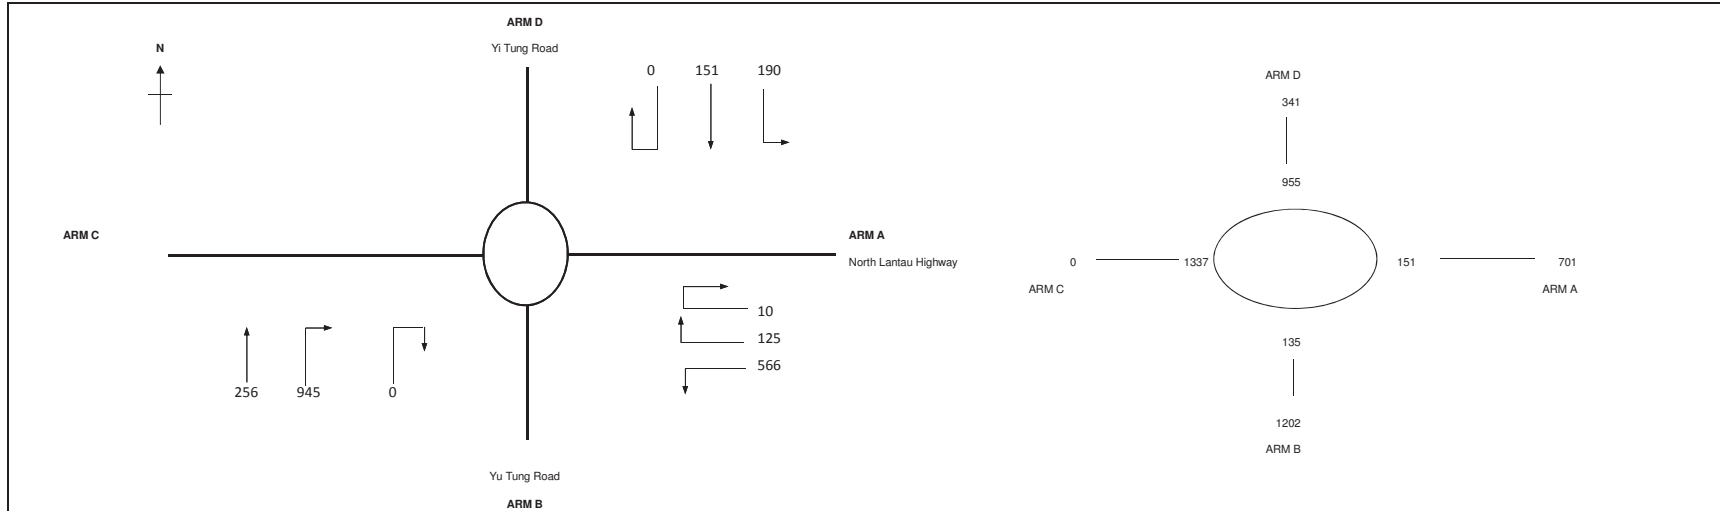 ARM D
Yi Tung Road
N
0 151 190
ARM C
ARM A
North Lantau Highway
10
125
566
256 945 0
Yu Tung Road
ARM B
ARM D
341
955
0 1337 151 701
ARM C ARM A
135
1202
ARM B